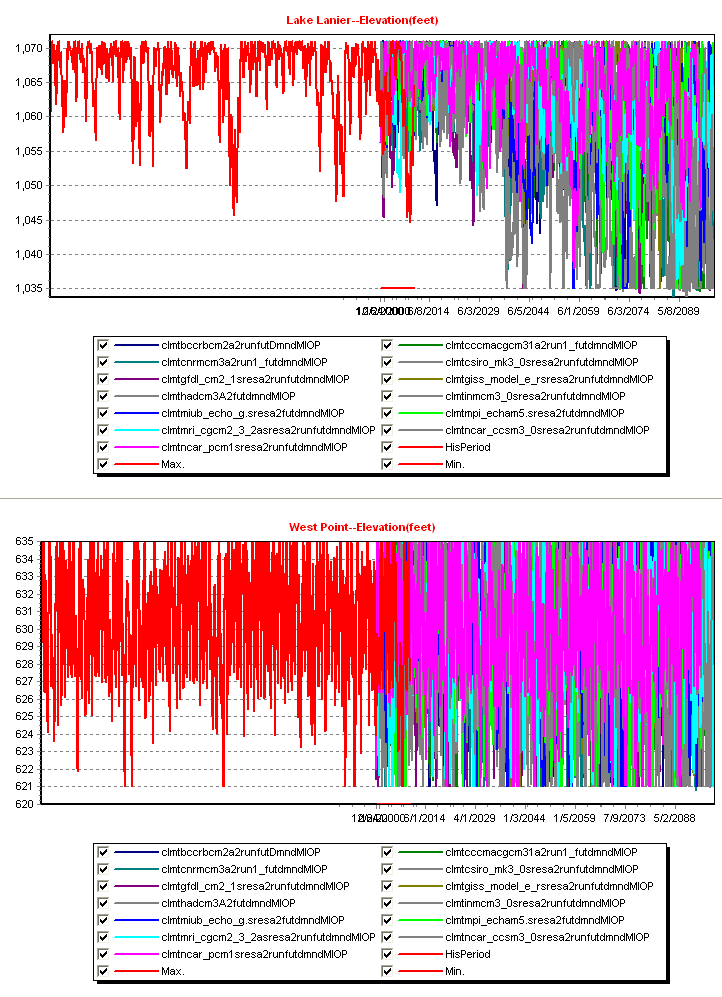 Lake Lanier--Elevation(feet)
1,070
1,065
1,060
1,055
1,050
1,045
1,040
1,035
6/8/2014 6/3/2029 6/5/2044 6/1/2059 6/3/2074 5/8/2089
clmtbccrbcm2a2runfutDmndMIOP clmtcccmacgcm31a2run1_futdmndMIOP
clmtcnrmcm3a2run1_futdmndMIOP clmtcsiro_mk3_0sresa2runfutdmndMIOP
clmtgfdl_cm2_1sresa2runfutdmndMIOP clmtgiss_model_e_rsresa2runfutdmndMIOP
clmthadcm3A2futdmndMIOP clmtinmcm3_0sresa2runfutdmndMIOP
clmtmiub_echo_g.sresa2futdmndMIOP clmtmpi_echam5.sresa2futdmndMIOP
clmtmri_cgcm2_3_2asresa2runfutdmndMIOP clmtncar_ccsm3_0sresa2runfutdmndMIOP
clmtncar_pcm1sresa2runfutdmndMIOP HisPeriod
Max. Min.
West Point--Elevation(feet)
635
634
633
632
631
630
629
628
627
626
625
624
623
622
621
620
6/1/2014 4/1/2029 1/3/2044 1/5/2059 7/9/2073 5/2/2088
clmtbccrbcm2a2runfutDmndMIOP clmtcccmacgcm31a2run1_futdmndMIOP
clmtcnrmcm3a2run1_futdmndMIOP clmtcsiro_mk3_0sresa2runfutdmndMIOP
clmtgfdl_cm2_1sresa2runfutdmndMIOP clmtgiss_model_e_rsresa2runfutdmndMIOP
clmthadcm3A2futdmndMIOP clmtinmcm3_0sresa2runfutdmndMIOP
clmtmiub_echo_g.sresa2futdmndMIOP clmtmpi_echam5.sresa2futdmndMIOP
clmtmri_cgcm2_3_2asresa2runfutdmndMIOP clmtncar_ccsm3_0sresa2runfutdmndMIOP
clmtncar_pcm1sresa2runfutdmndMIOP HisPeriod
Max. Min.